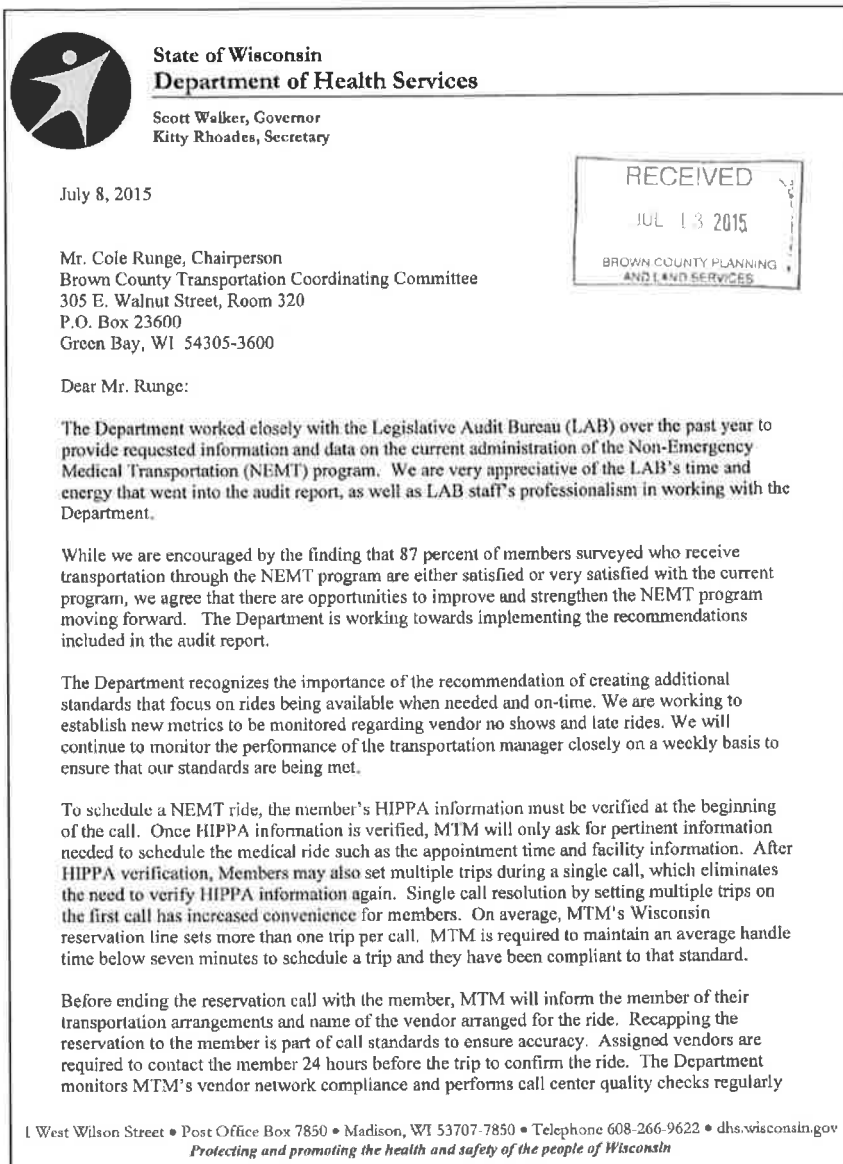 State of Wisconsin
Department of Health Services
Scott Walker, Governor
Kitty Rhoades, Secretary
RECEIVED
JUL 13 2015
BROWN COUNTY PLANNING
AND LAND SERVICES
July 8, 2015
Mr. Cole Runge, Chairperson
Brown County Transportation Coordinating Committee
305 E. Walnut Street, Room 320
P.O. Box 23600
Green Bay, WI 54305-3600
Dear Mr. Runge:
The Department worked closely with the Legislative Audit Bureau (LAB) over the past year to
provide requested information and data on the current administration of the Non-Emergency
Medical Transportation (NEMT) program. We are very appreciative of the LAB's time and
energy that went into the audit report, as well as LAB staff's professionalism in working with the
Department.
While we are encouraged by the finding that 87 percent of members surveyed who receive
transportation through the NEMT program are either satisfied or very satisfied with the current
program, we agree that there are opportunities to improve and strengthen the NEMT program
moving forward. The Department is working towards implementing the recommendations
included in the audit report.
The Department recognizes the importance of the recommendation of creating additional
standards that focus on rides being available when needed and on-time. We are working to
establish new metrics to be monitored regarding vendor no shows and late rides. We will
continue to monitor the performance of the transportation manager closely on a weekly basis to
ensure that our standards are being met.
To schedule a NEMT ride, the member's HIPPA information must be verified at the beginning
of the call. Once HIPPA information is verified, MTM will only ask for pertinent information
needed to schedule the medical ride such as the appointment time and facility information. After
HIPPA verification, Members may also set multiple trips during a single call, which eliminates
the need to verify HIPPA information again. Single call resolution by setting multiple trips on
the first call has increased convenience for members. On average, MTM's Wisconsin
reservation line sets more than one trip per call. MTM is required to maintain an average handle
time below seven minutes to schedule a trip and they have been compliant to that standard.
Before ending the reservation call with the member, MTM will inform the member of their
transportation arrangements and name of the vendor arranged for the ride. Recapping the
reservation to the member is part of call standards to ensure accuracy. Assigned vendors are
required to contact the member 24 hours before the trip to confirm the ride. The Department
monitors MTM's vendor network compliance and performs call center quality checks regularly
1 West Wilson Street • Post Office Box 7850 • Madison, WI 53707-7850 • Telephone 608-266-9622 • dhs.wisconsin.gov
Protecting and promoting the health and safety of the people of Wisconsin